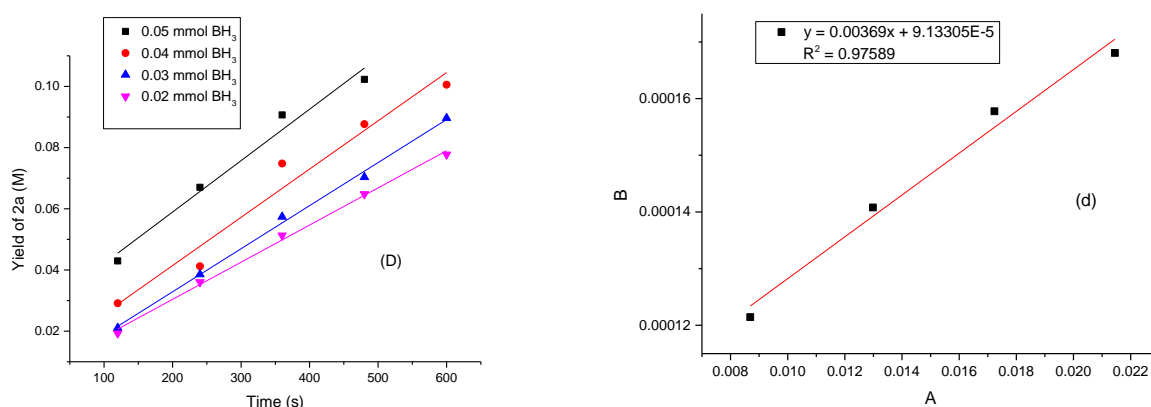 0.05 mmol BH₃
0.04 mmol BH₃
0.03 mmol BH₃
0.02 mmol BH₃
0.10
0.08
0.06
0.04
0.02
Yield of 2a (M)
(D)
100 200 300 400 500 600
Time (s)
y = 0.00369x + 9.13305E-5
R² = 0.97589
0.00016
0.00014
0.00012
B
(d)
0.008 0.010 0.012 0.014 0.016 0.018 0.020 0.022
A